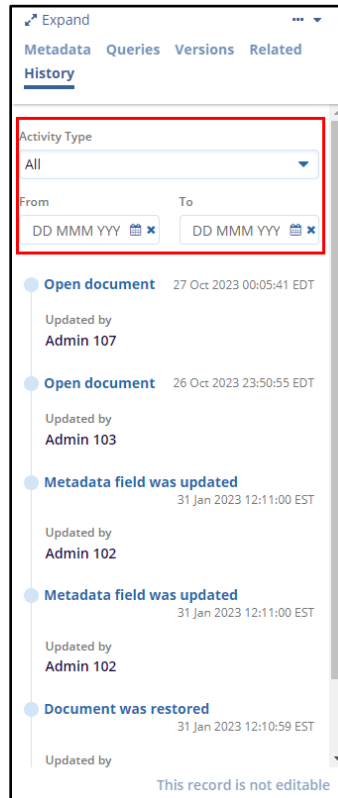 Expand ...
Metadata Queries Versions Related
History
Activity Type
All
From To
DD MMM YYY DD MMM YYY
Open document 27 Oct 2023 00:05:41 EDT
Updated by
Admin 107
Open document 26 Oct 2023 23:50:55 EDT
Updated by
Admin 103
Metadata field was updated
31 Jan 2023 12:11:00 EST
Updated by
Admin 102
Metadata field was updated
31 Jan 2023 12:11:00 EST
Updated by
Admin 102
Document was restored
31 Jan 2023 12:10:59 EST
Updated by
This record is not editable